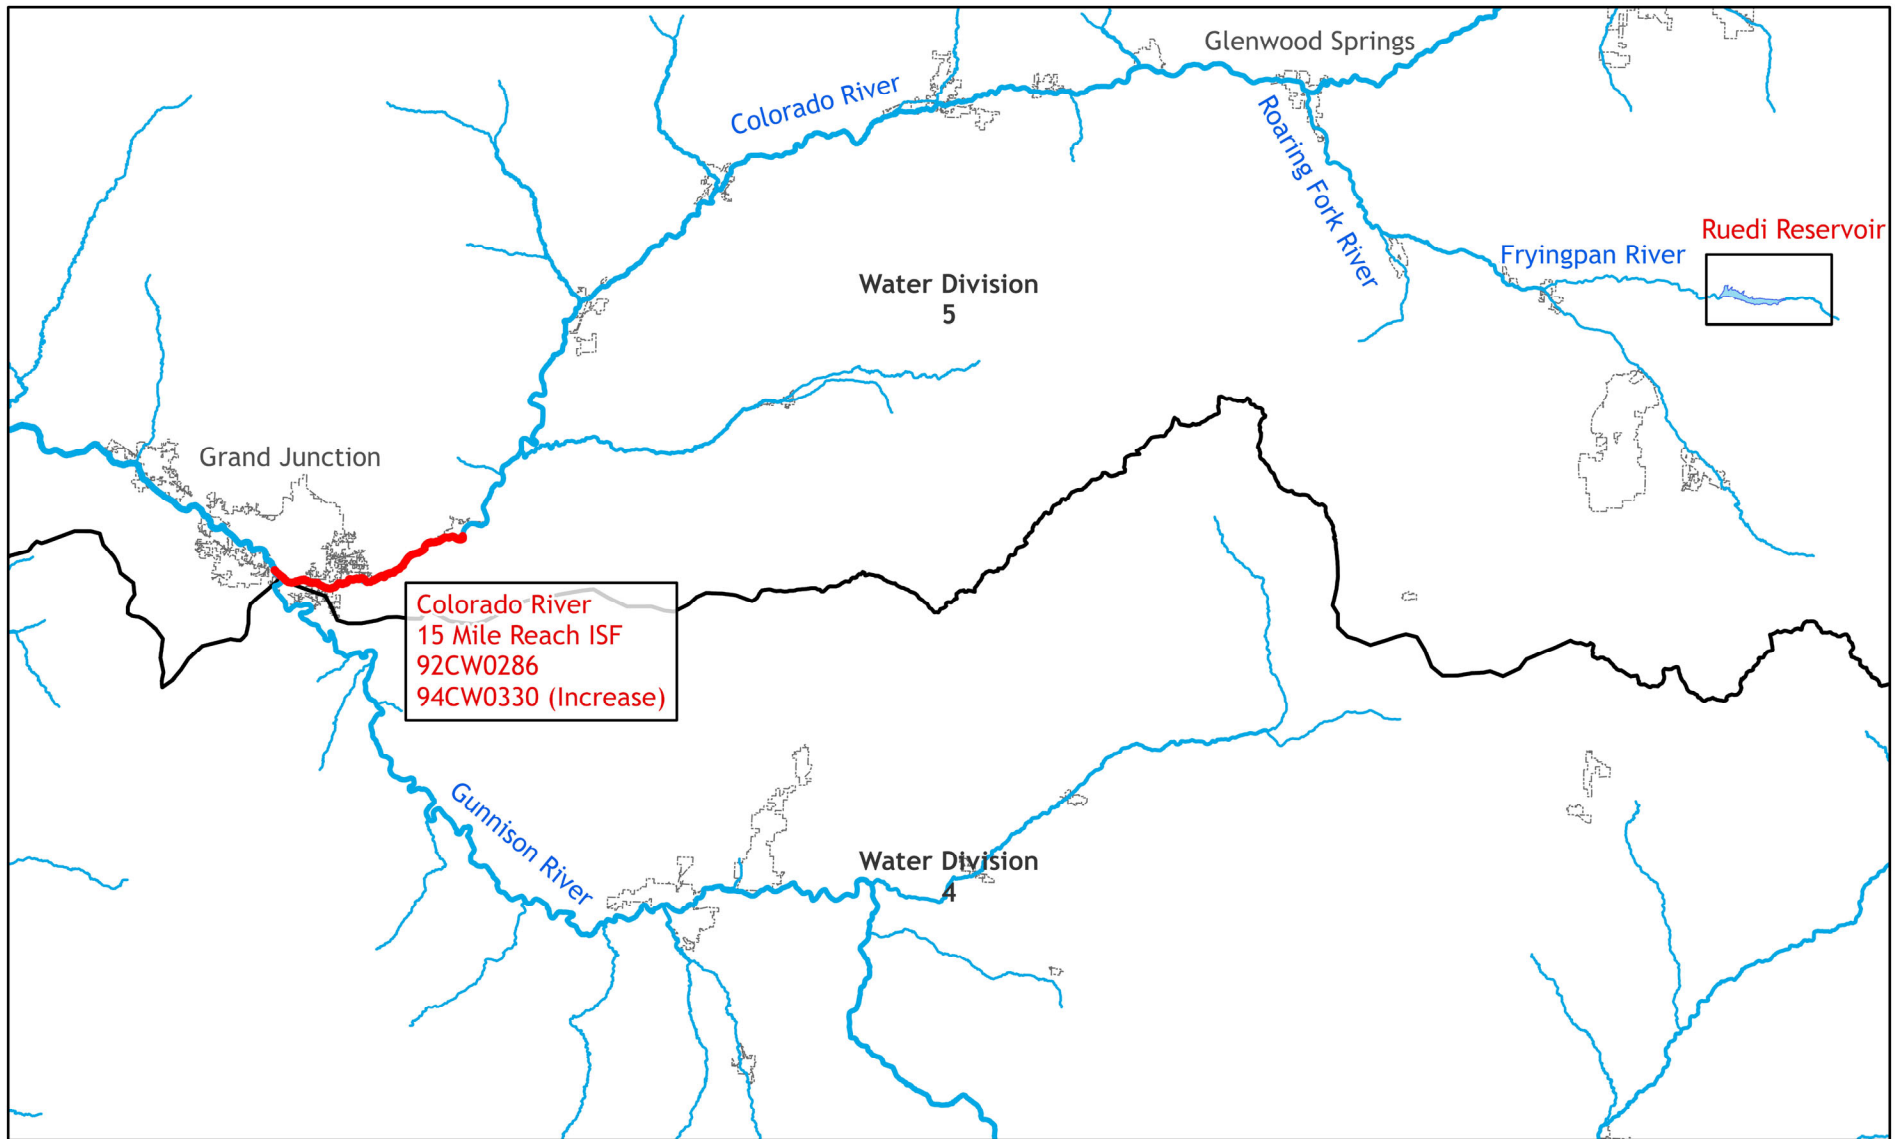 Glenwood Springs
Colorado River
Roaring Fork River
Ruedi Reservoir
Fryingpan River
Water Division
5
Grand Junction
Colorado River
15 Mile Reach ISF
92CW0286
94CW0330 (Increase)
Gunnison River
Water Division
4